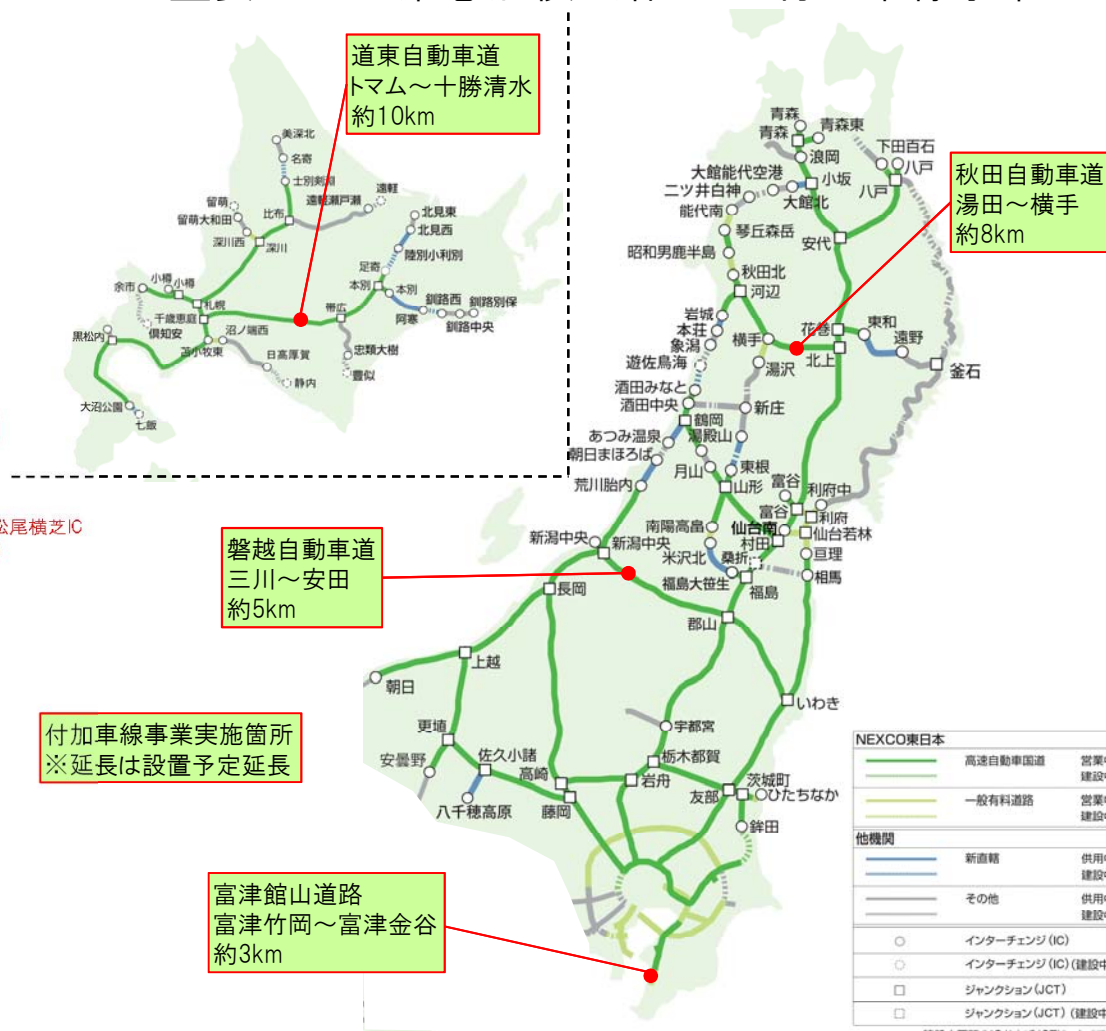 道東自動車道
トマム～十勝清水
約10km
美深北
名寄
士別剣淵
留萌
留萌大和田
深川西
深川
比布
遠軽瀬戸瀬
遠軽
北見東
北見西
陸別小利別
足寄
本別
本別
釧路西
釧路別保
阿寒
釧路中央
余市
小樽
小樽
札幌
倶知安
千歳恵庭
黒松内
苫小牧東
沼ノ端西
日高厚賀
静内
帯広
忠類大樹
豊似
大沼公園
七飯
青森
青森
青森東
浪岡
下田百石
八戸
八戸
大館能代空港
小坂
二ツ井白神
大館北
能代南
琴丘森岳
安代
昭和男鹿半島
秋田北
河辺
秋田自動車道
湯田～横手
約8km
岩城
本荘
象潟
横手
花巻
東和
遠野
北上
釜石
遊佐鳥海
湯沢
酒田みなと
酒田中央
新庄
鶴岡
あつみ温泉
湯殿山
朝日まほろば
月山
東根
荒川胎内
山形
富谷
利府中
富谷
利府
南陽高畠
仙台南
仙台若林
村田
亘理
米沢北
桑折
相馬
福島大笹生
福島
松尾横芝IC
新潟中央
新潟中央
磐越自動車道
三川～安田
約5km
長岡
郡山
上越
朝日
いわき
付加車線事業実施箇所
※延長は設置予定延長
更埴
安曇野
佐久小諸
八千穂高原
高崎
藤岡
宇都宮
栃木都賀
岩舟
友部
茨城町
ひたちなか
鉾田
富津館山道路
富津竹岡～富津金谷
約3km
NEXCO東日本
高速自動車国道 営業
建設
一般有料道路 営業
建設
他機関
新直轄 供用
建設
その他 供用
建設
インターチェンジ(IC)
インターチェンジ(IC)(建設中
ジャンクション(JCT)
ジャンクション(JCT)(建設中